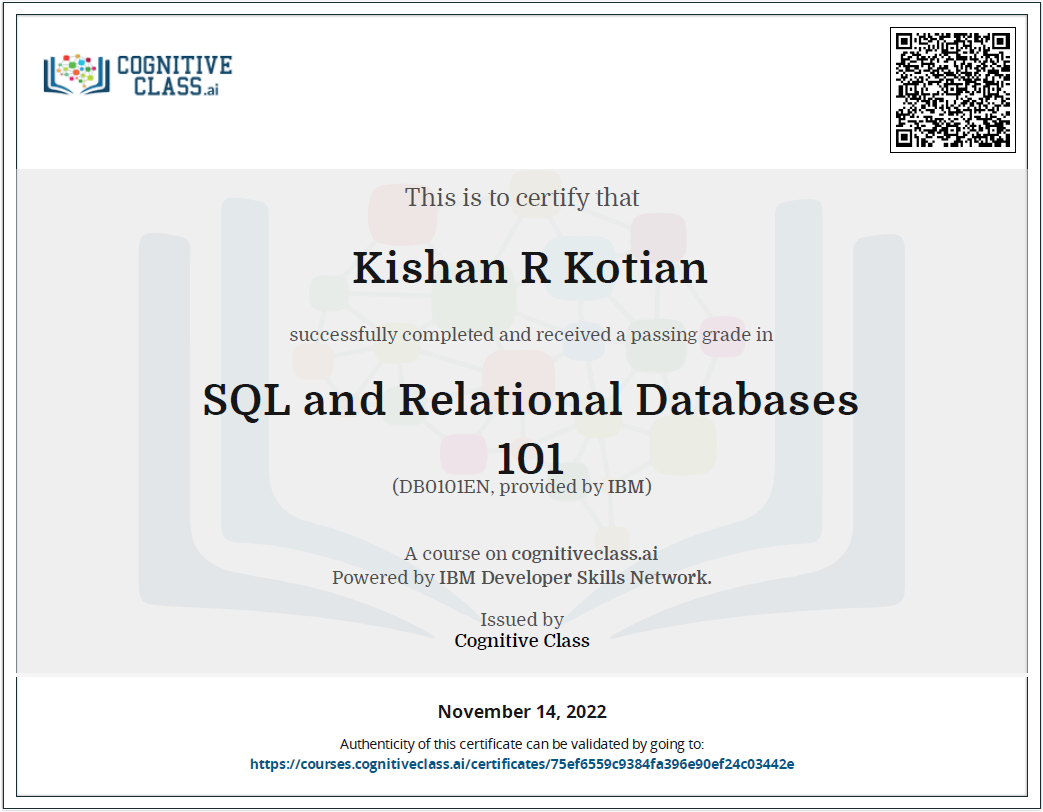 COGNITIVE
CLASS.ai
This is to certify that
Kishan R Kotian
successfully completed and received a passing grade in
SQL and Relational Databases
101
(DB0101EN, provided by IBM)
A course on cognitiveclass.ai
Powered by IBM Developer Skills Network.
Issued by
Cognitive Class
November 14, 2022
Authenticity of this certificate can be validated by going to:
https://courses.cognitiveclass.ai/certificates/75ef6559c9384fa396e90ef24c03442e